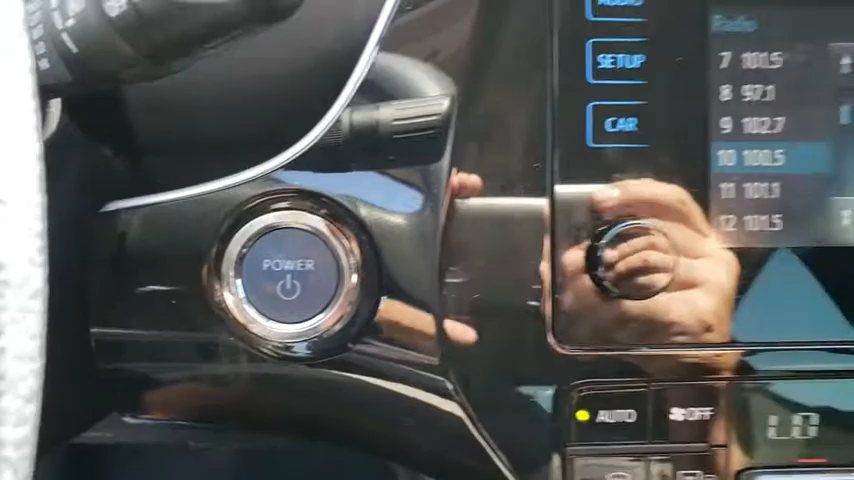 AUDIO
SETUP
CAR
Radio
7 101.5
8 97.1
9 102.7
10 100.5
11 101.1
12 101.5
POWER
AUTO
OFF
LO